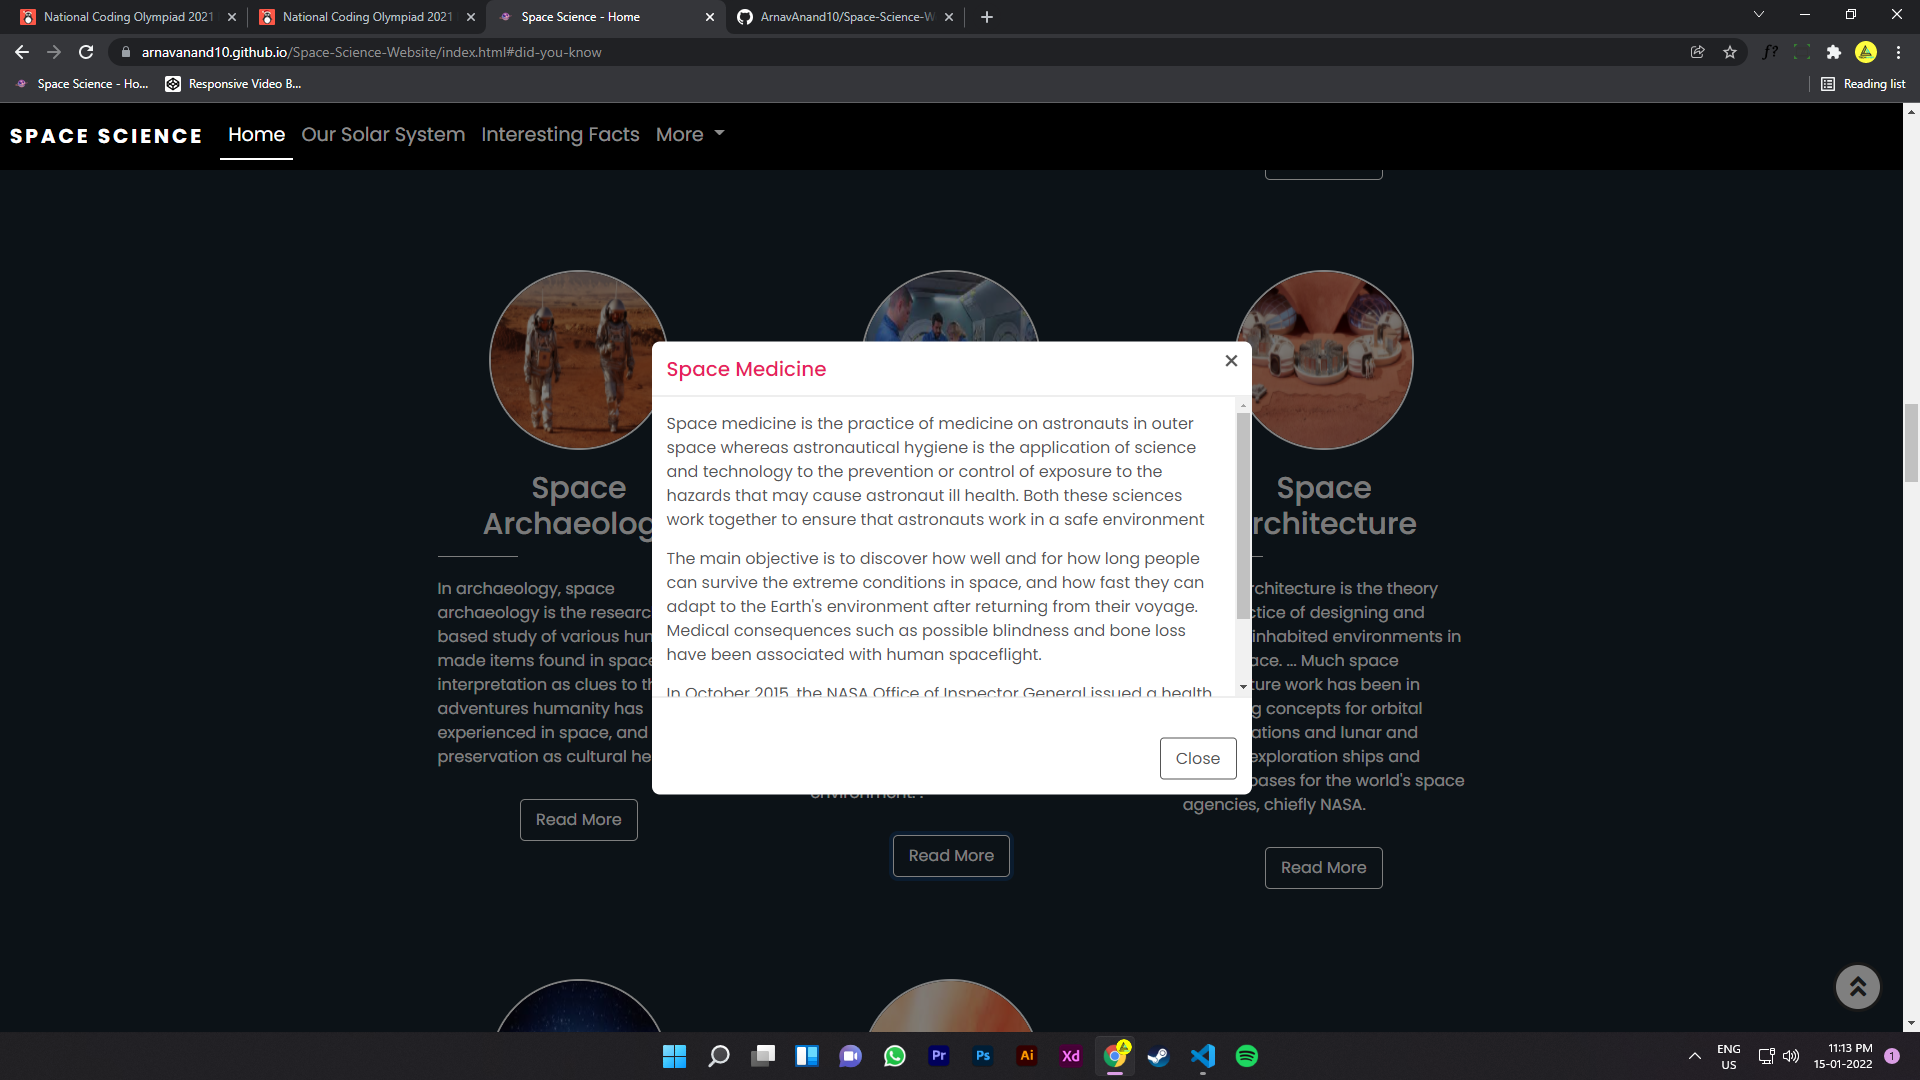 National Coding Olympiad 2021
National Coding Olympiad 2021
Space Science - Home
ArnavAnand10/Space-Science-W
arnavanand10.github.io/Space-Science-Website/index.html#did-you-know
Space Science - Ho...
Responsive Video B...
Reading list
SPACE SCIENCE
Home
Our Solar System
Interesting Facts
More
Space Medicine
Space medicine is the practice of medicine on astronauts in outer
space whereas astronautical hygiene is the application of science
and technology to the prevention or control of exposure to the
hazards that may cause astronaut ill health. Both these sciences
work together to ensure that astronauts work in a safe environment
The main objective is to discover how well and for how long people
can survive the extreme conditions in space, and how fast they can
adapt to the Earth's environment after returning from their voyage.
Medical consequences such as possible blindness and bone loss
have been associated with human spaceflight.
In October 2015, the NASA Office of Inspector General issued a health
Close
Space
Archaeolog
In archaeology, space
archaeology is the researc
based study of various hu
made items found in space
interpretation as clues to t
adventures humanity has
experienced in space, and
preservation as cultural he
Read More
environment. .
Read More
Space
rchitecture
rchitecture is the theory
ctice of designing and
inhabited environments in
ace. ... Much space
ture work has been in
g concepts for orbital
ations and lunar and
exploration ships and
bases for the world's space
agencies, chiefly NASA.
Read More
Pr
Ps
Ai
Xd
ENG
US
11:13 PM
15-01-2022
1